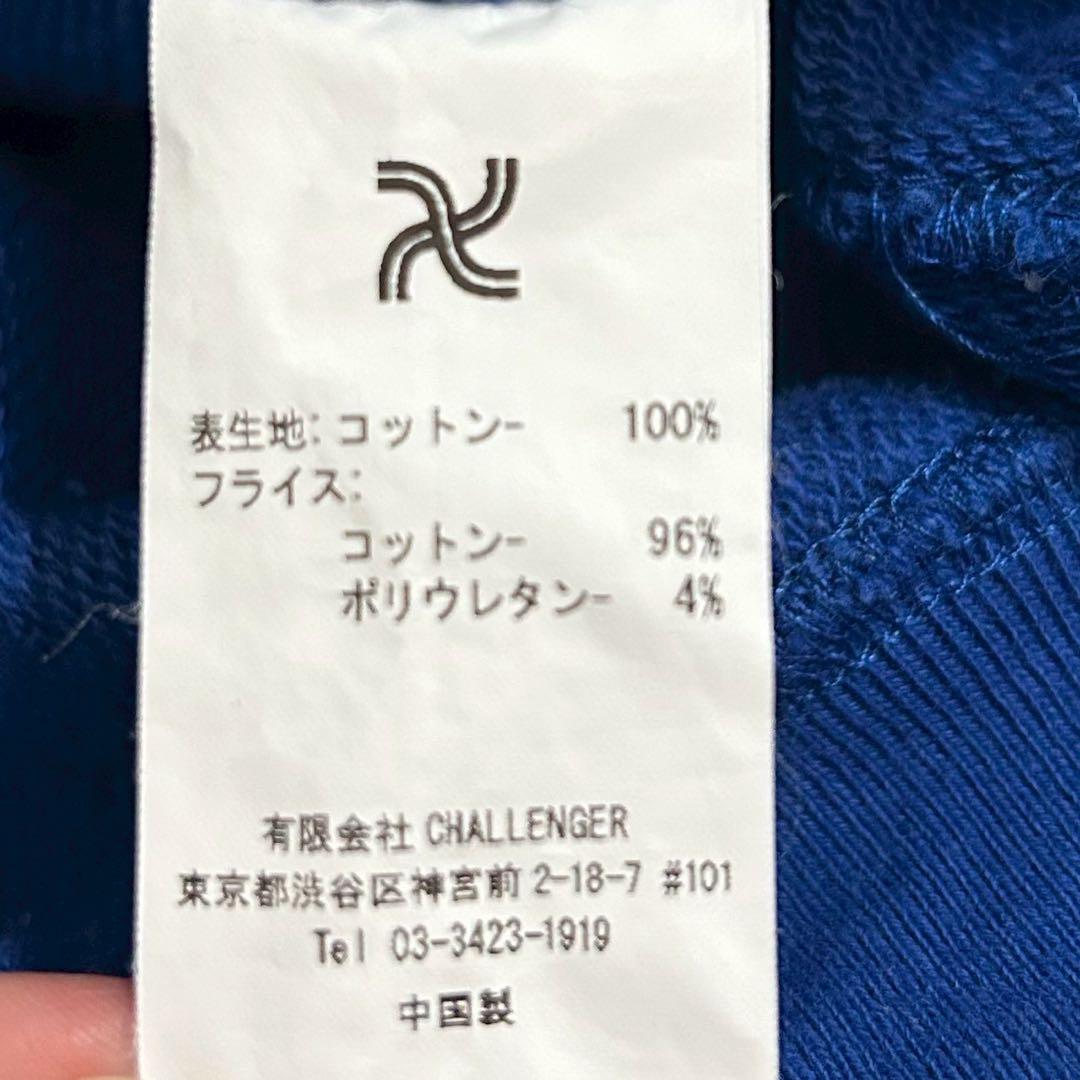 表生地: コットン- 100%
フライス:
コットン- 96%
ポリウレタン- 4%
有限会社 CHALLENGER
東京都渋谷区神宮前 2-18-7 #101
Tel 03-3423-1919
中国製